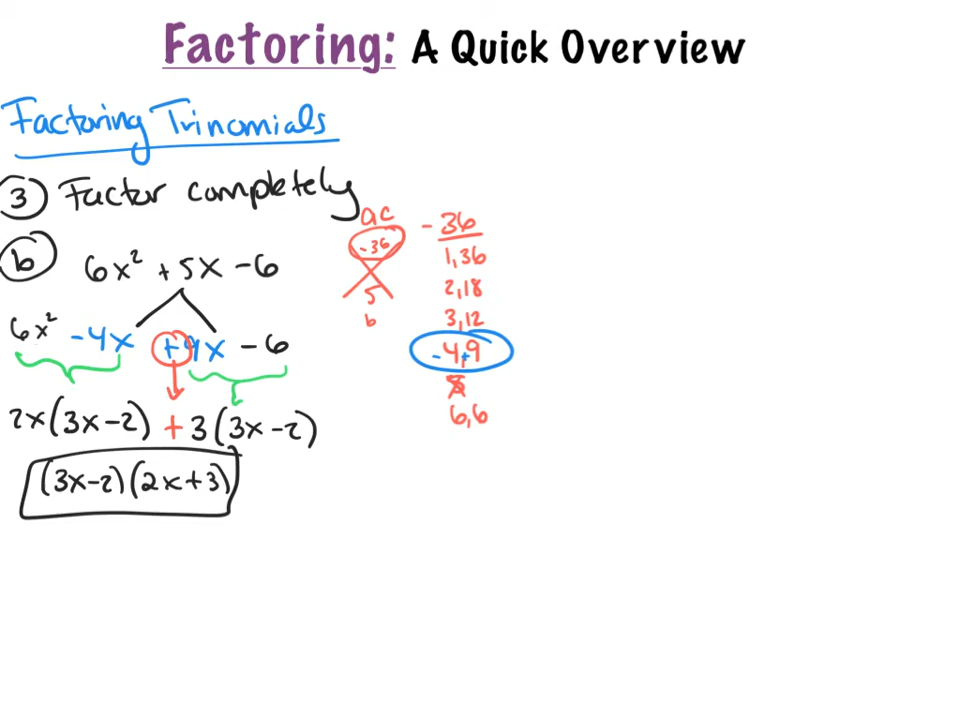 Factoring: A Quick Overview
Factoring Trinomials
3 Factor completely
b 6x² + 5x - 6
6x² - 4x + 9x - 6
2x(3x-2) + 3(3x-2)
(3x-2)(2x+3)
ac
-36
5
b
-36
1,36
2,18
3,12
-4,+9
6,6